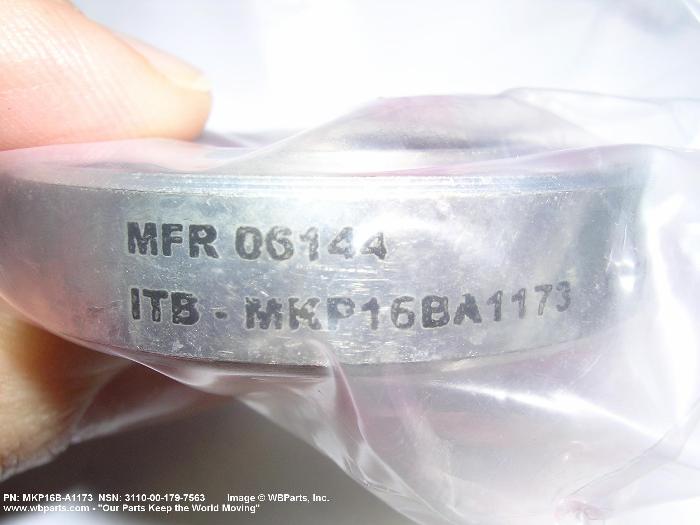 MFR 06144
ITB - MKP16BA1173
PN: MKP16B-A1173 NSN: 3110-00-179-7563 Image © WBParts, Inc.
www.wbparts.com - "Our Parts Keep the World Moving"